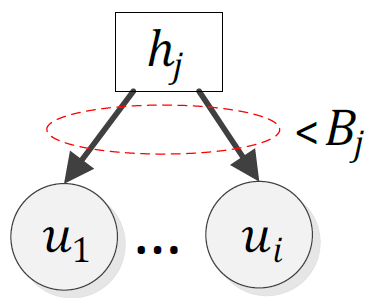 h_j
< B_j
u_1 ... u_i